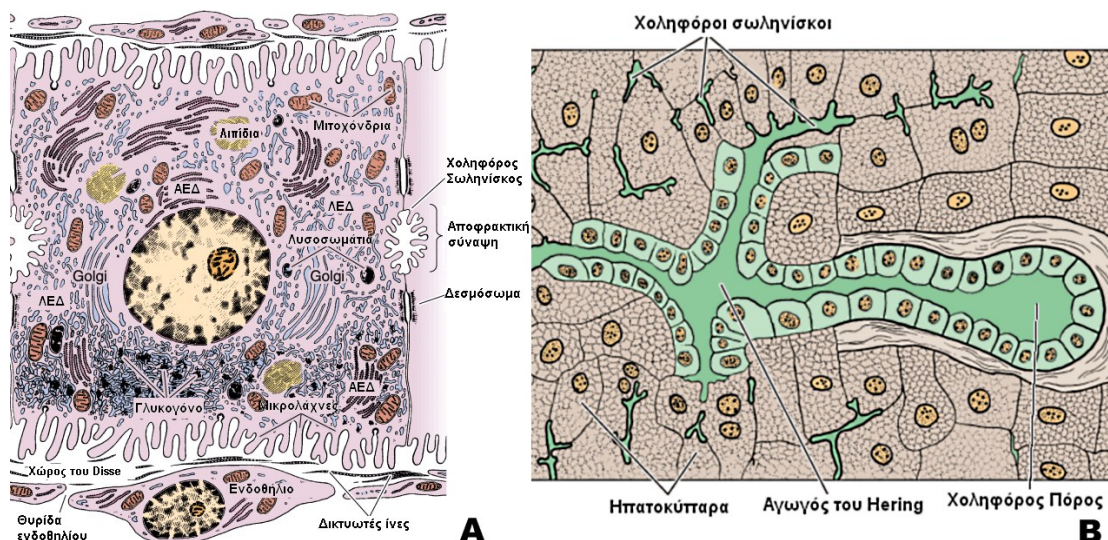 Μιτοχόνδρια
Λιπίδια
Χοληφόρος
Σωληνίσκος
ΑΕΔ
ΛΕΔ
Αποφρακτική
σύναψη
Λυσοσωμάτια
Golgi
Golgi
ΛΕΔ
Δεσμόσωμα
ΑΕΔ
Γλυκογόνο
Μικρολάχνες
Χώρος του Disse
Ενδοθήλιο
Θυρίδα
ενδοθηλίου
Δικτυωτές ίνες
A
Χοληφόροι σωληνίσκοι
Ηπατοκύτταρα
Αγωγός του Hering
Χοληφόρος Πόρος
B